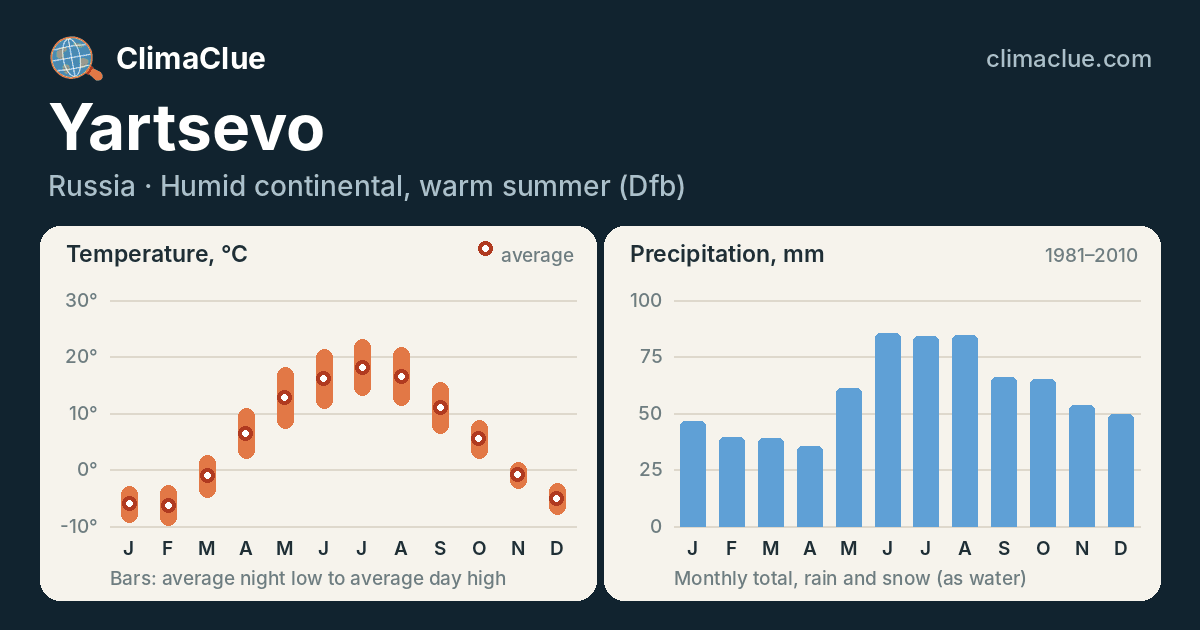 ClimaClue
climaclue.com
Yartsevo
Russia · Humid continental, warm summer (Dfb)
Temperature, °C
average
30°
20°
10°
0°
-10°
J F M A M J J A S O N D
Bars: average night low to average day high
Precipitation, mm
1981–2010
100
75
50
25
0
J F M A M J J A S O N D
Monthly total, rain and snow (as water)